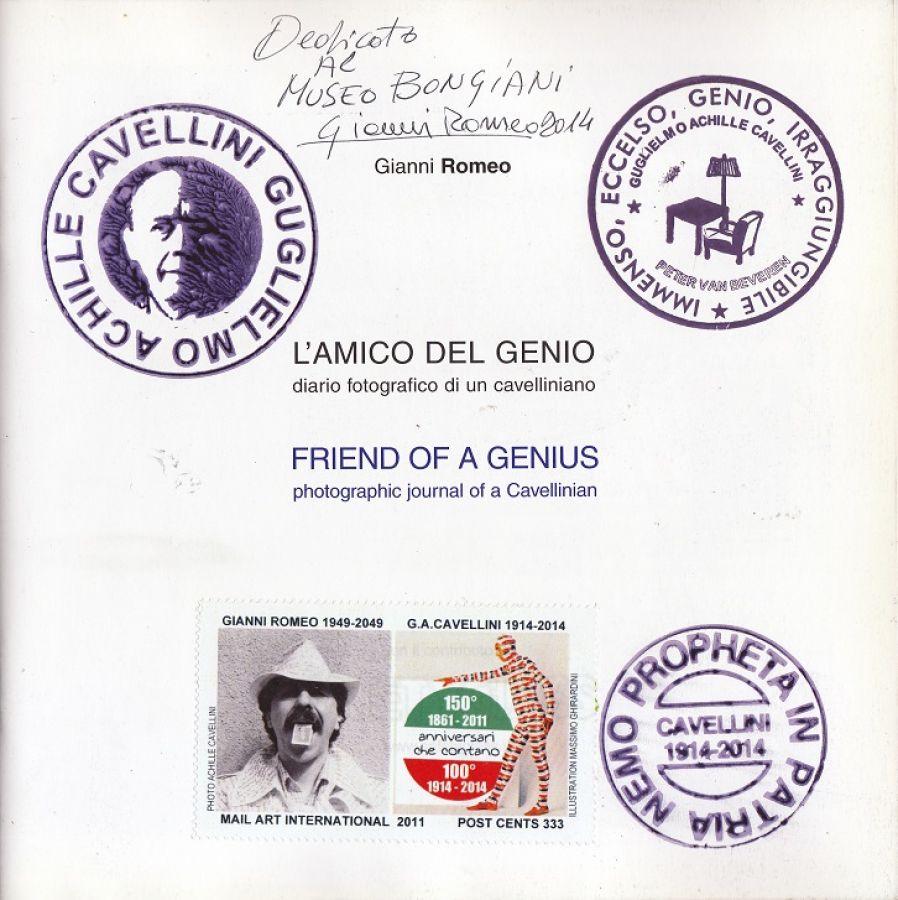 Dedicato
Al
MUSEO BONGIANI
Gianni Romeo 2014
Gianni Romeo
ACHILLE CAVELLINI GUGLIELMO
IMMENSO, ECCELSO, GENIO, IRRAGGIUNGIBILE
GUGLIELMO ACHILLE CAVELLINI
PETER VAN BEVEREN
L'AMICO DEL GENIO
diario fotografico di un cavelliniano
FRIEND OF A GENIUS
photographic journal of a Cavellinian
GIANNI ROMEO 1949-2049
G.A.CAVELLINI 1914-2014
PHOTO ACHILLE CAVELLINI
150°
1861 - 2011
anniversari
che contano
100°
1914 - 2014
ILLUSTRATION MASSIMO GHIRARDINI
MAIL ART INTERNATIONAL 2011
POST CENTS 333
NEMO PROPHETA IN PATRIA
CAVELLINI
1914-2014